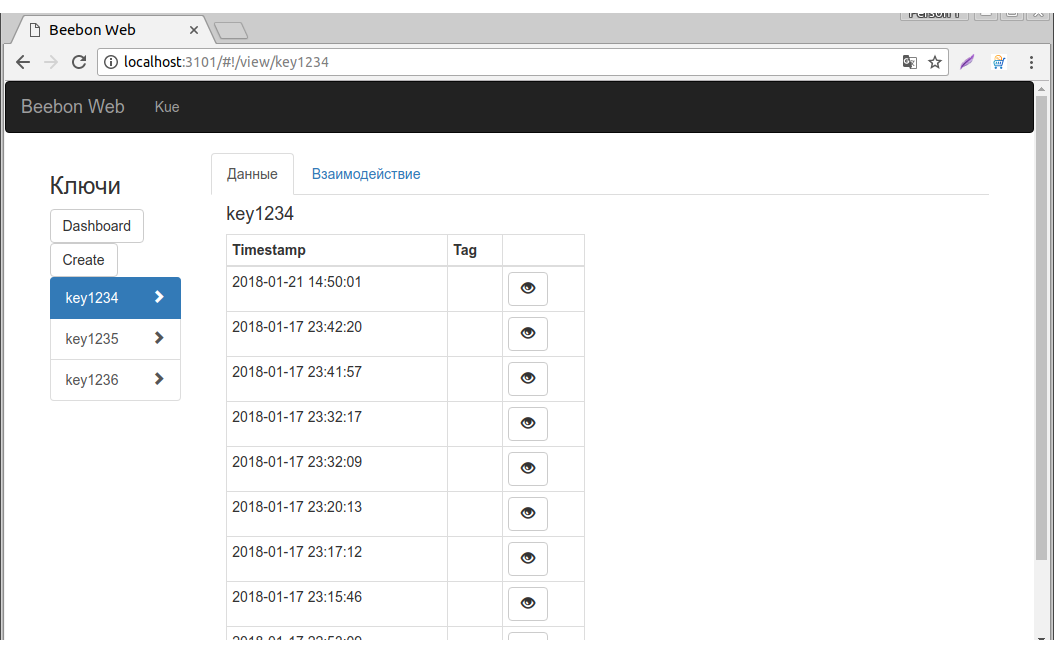 Person 1
Beebon Web
localhost:3101/#!/view/key1234
Beebon Web
Kue
Ключи
Dashboard
Create
key1234
key1235
key1236
Данные
Взаимодействие
key1234
Timestamp
Tag
2018-01-21 14:50:01
2018-01-17 23:42:20
2018-01-17 23:41:57
2018-01-17 23:32:17
2018-01-17 23:32:09
2018-01-17 23:20:13
2018-01-17 23:17:12
2018-01-17 23:15:46